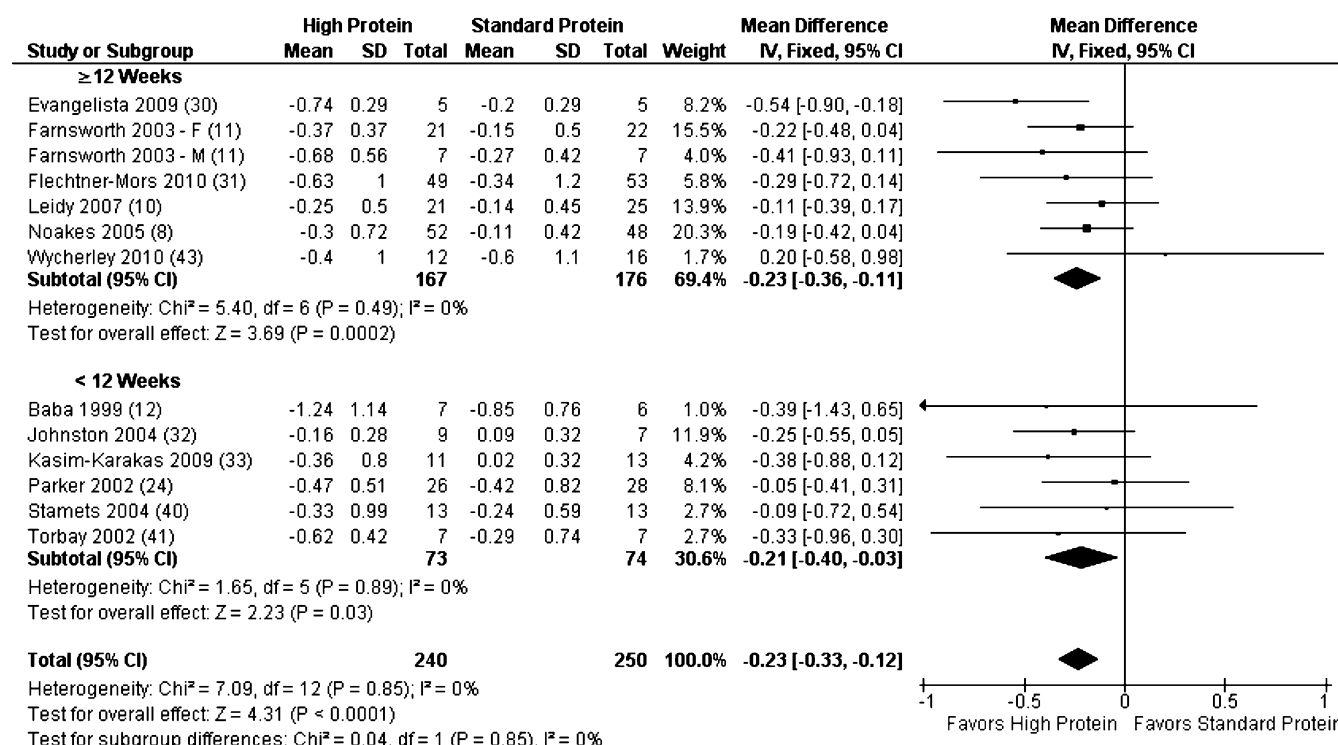 High Protein Standard Protein Mean Difference Mean Difference
Study or Subgroup Mean SD Total Mean SD Total Weight IV, Fixed, 95% CI IV, Fixed, 95% CI
≥12 Weeks
Evangelista 2009 (30) -0.74 0.29 5 -0.2 0.29 5 8.2% -0.54 [-0.90, -0.18]
Farnsworth 2003 - F (11) -0.37 0.37 21 -0.15 0.5 22 15.5% -0.22 [-0.48, 0.04]
Farnsworth 2003 - M (11) -0.68 0.56 7 -0.27 0.42 7 4.0% -0.41 [-0.93, 0.11]
Flechtner-Mors 2010 (31) -0.63 1 49 -0.34 1.2 53 5.8% -0.29 [-0.72, 0.14]
Leidy 2007 (10) -0.25 0.5 21 -0.14 0.45 25 13.9% -0.11 [-0.39, 0.17]
Noakes 2005 (8) -0.3 0.72 52 -0.11 0.42 48 20.3% -0.19 [-0.42, 0.04]
Wycherley 2010 (43) -0.4 1 12 -0.6 1.1 16 1.7% 0.20 [-0.58, 0.98]
Subtotal (95% CI) 167 176 69.4% -0.23 [-0.36, -0.11]
Heterogeneity: Chi² = 5.40, df = 6 (P = 0.49); I² = 0%
Test for overall effect: Z = 3.69 (P = 0.0002)
< 12 Weeks
Baba 1999 (12) -1.24 1.14 7 -0.85 0.76 6 1.0% -0.39 [-1.43, 0.65]
Johnston 2004 (32) -0.16 0.28 9 0.09 0.32 7 11.9% -0.25 [-0.55, 0.05]
Kasim-Karakas 2009 (33) -0.36 0.8 11 0.02 0.32 13 4.2% -0.38 [-0.88, 0.12]
Parker 2002 (24) -0.47 0.51 26 -0.42 0.82 28 8.1% -0.05 [-0.41, 0.31]
Stamets 2004 (40) -0.33 0.99 13 -0.24 0.59 13 2.7% -0.09 [-0.72, 0.54]
Torbay 2002 (41) -0.62 0.42 7 -0.29 0.74 7 2.7% -0.33 [-0.96, 0.30]
Subtotal (95% CI) 73 74 30.6% -0.21 [-0.40, -0.03]
Heterogeneity: Chi² = 1.65, df = 5 (P = 0.89); I² = 0%
Test for overall effect: Z = 2.23 (P = 0.03)
Total (95% CI) 240 250 100.0% -0.23 [-0.33, -0.12]
Heterogeneity: Chi² = 7.09, df = 12 (P = 0.85); I² = 0%
Test for overall effect: Z = 4.31 (P < 0.0001)
Test for subgroup differences: Chi² = 0.04, df = 1 (P = 0.85), I² = 0%
-1 -0.5 0 0.5 1
Favors High Protein Favors Standard Protein